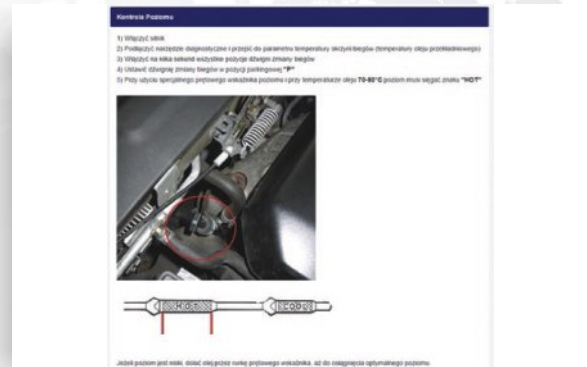 Kontrola Poziomu
1) Włączyć silnik
2) Podłączyć narzędzie diagnostyczne i przejść do parametru temperatury skrzyni biegów (temperatury oleju przekładniowego)
3) Włączyć na kilka sekund wszystkie pozycje dźwigni zmiany biegów
4) Ustawić dźwignię zmiany biegów w pozycji parkingowej "P"
5) Przy użyciu specjalnego prętowego wskaźnika poziomu i przy temperaturze oleju 70-80°C poziom musi sięgać znaku "HOT"
HOT COOL
Jeżeli poziom jest niski, dolać olej przez rurkę prętowego wskaźnika, aż do osiągnięcia optymalnego poziomu.